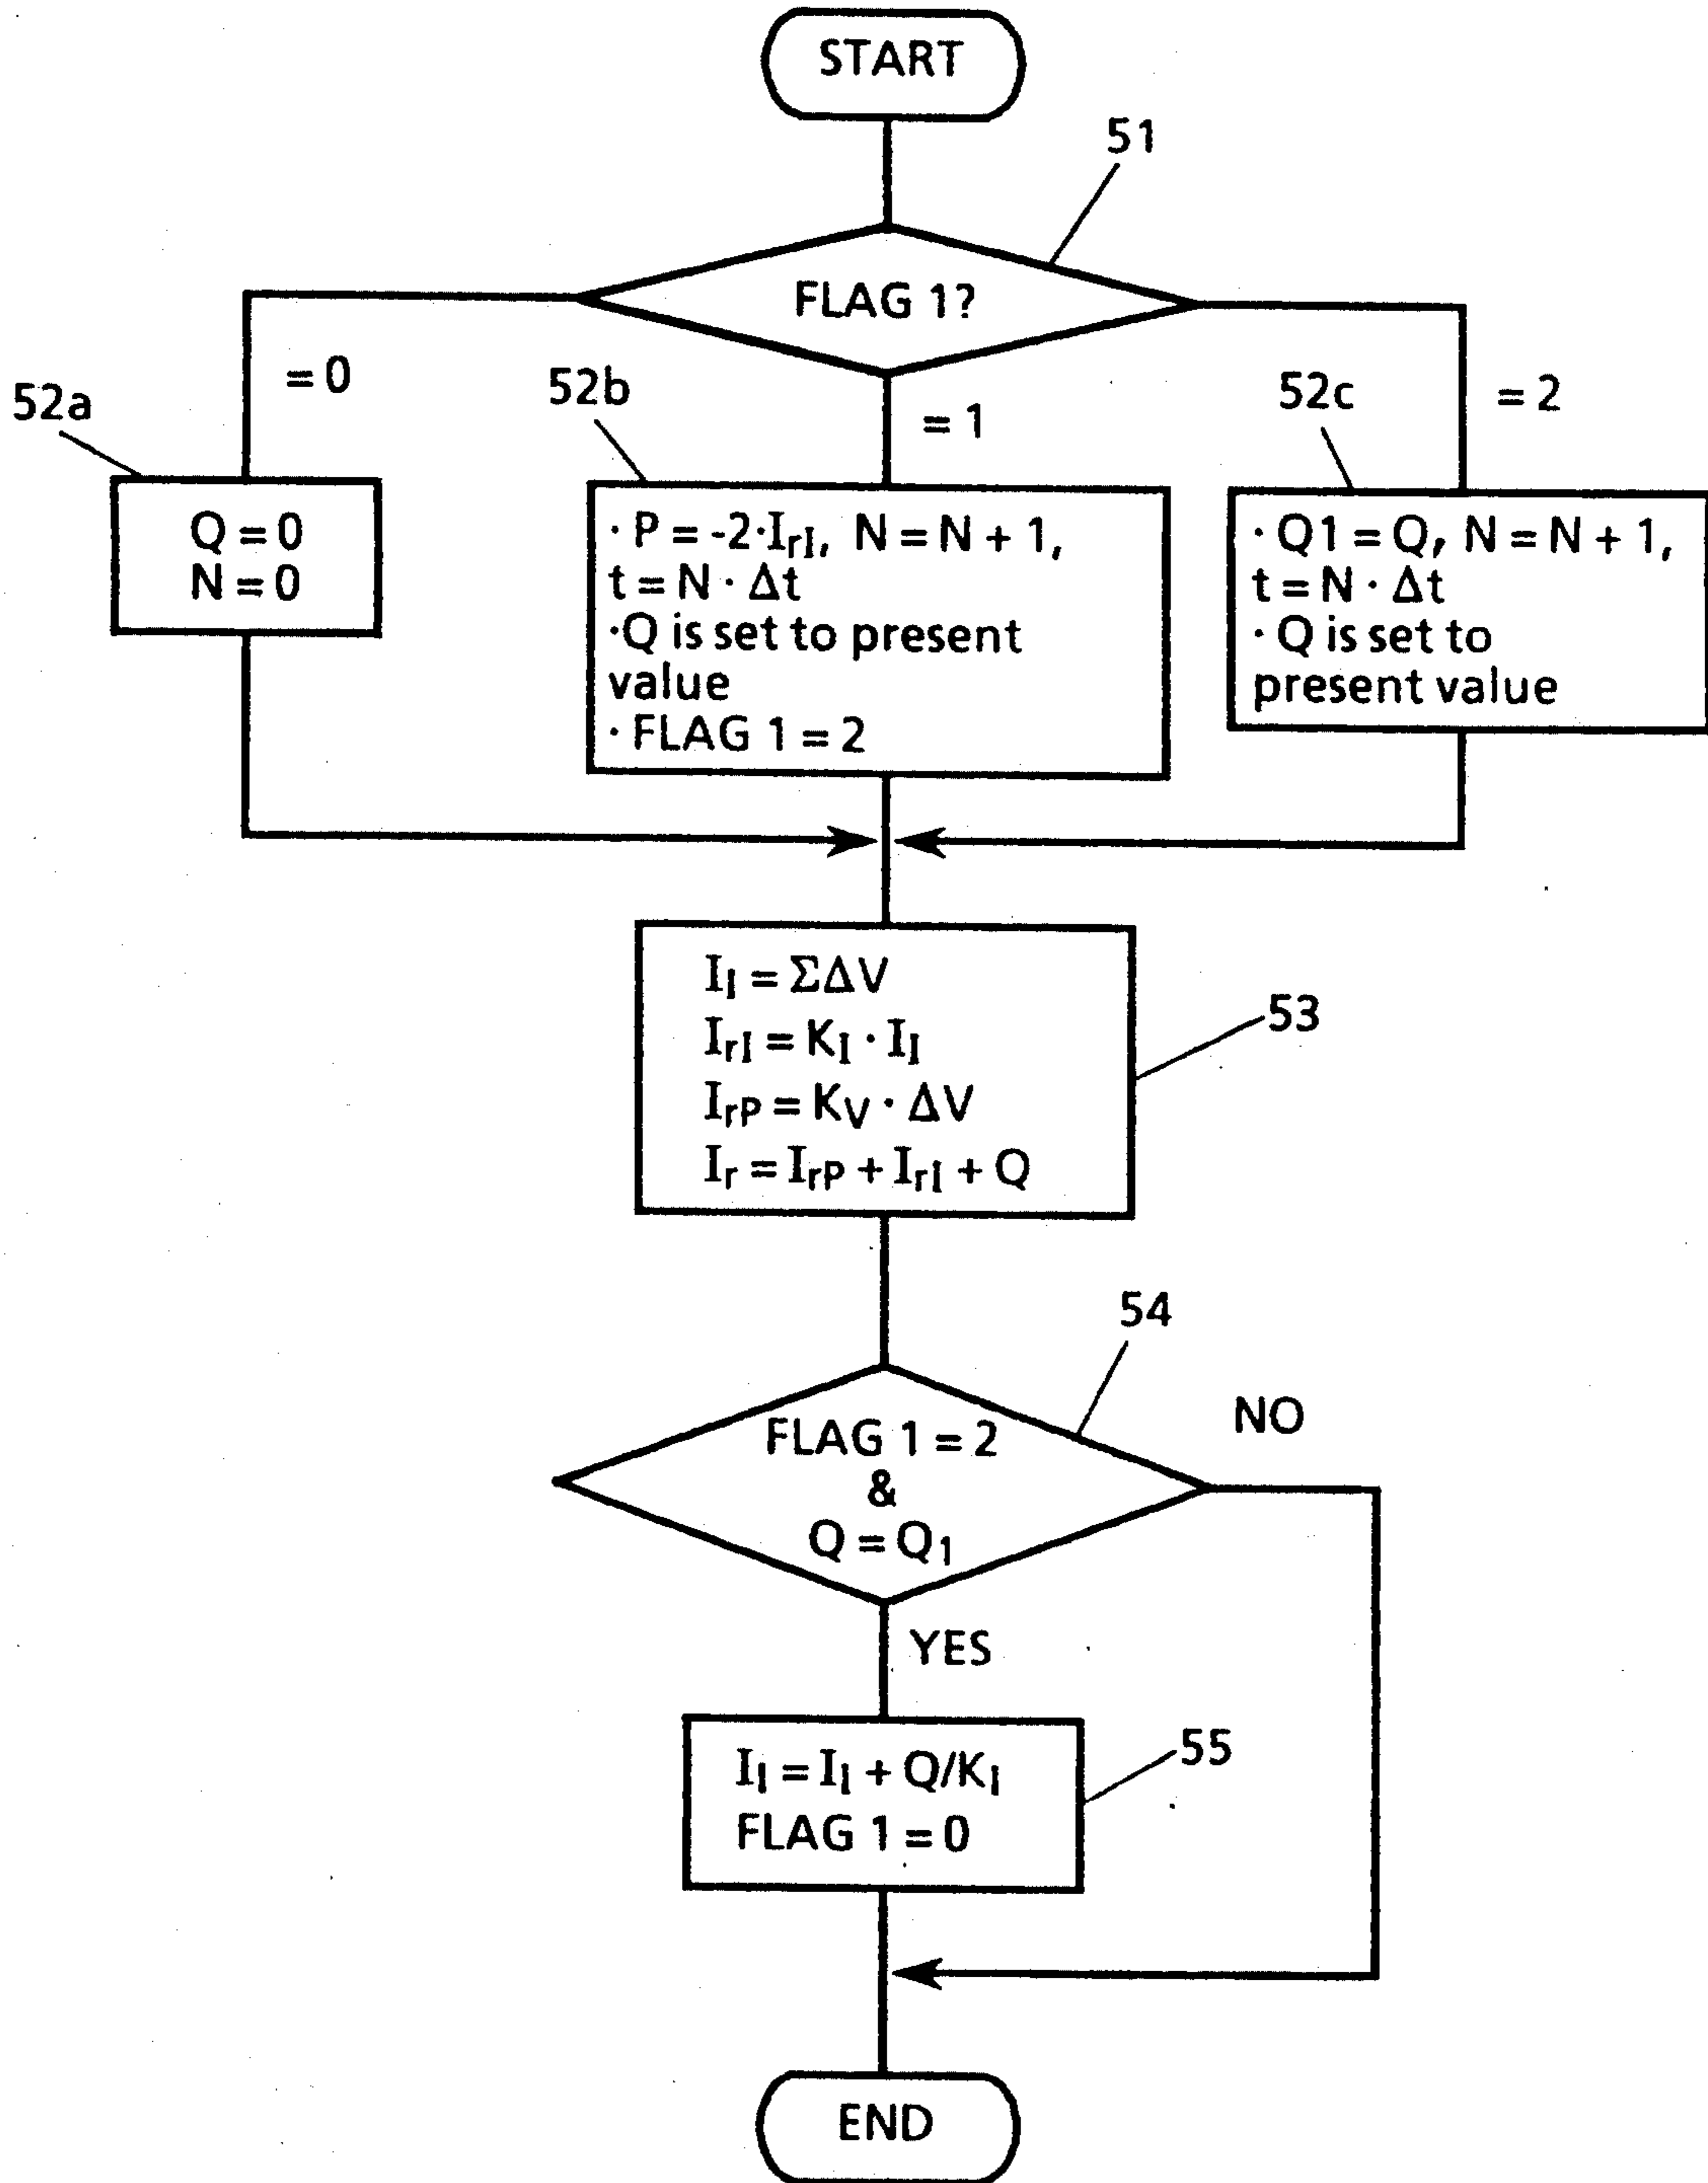 START
51
FLAG 1?
= 0
= 1
= 2
52a
52b
52c
Q = 0
N = 0
· P = -2·I_rI, N = N + 1,
t = N · Δt
·Q is set to present
value
· FLAG 1 = 2
· Q1 = Q, N = N + 1,
t = N · Δt
· Q is set to
present value
I_I = ΣΔV
I_rI = K_I · I_I
I_rP = K_V · ΔV
I_r = I_rP + I_rI + Q
53
54
FLAG 1 = 2
&
Q = Q_1
NO
YES
I_I = I_I + Q/K_I
FLAG 1 = 0
55
END